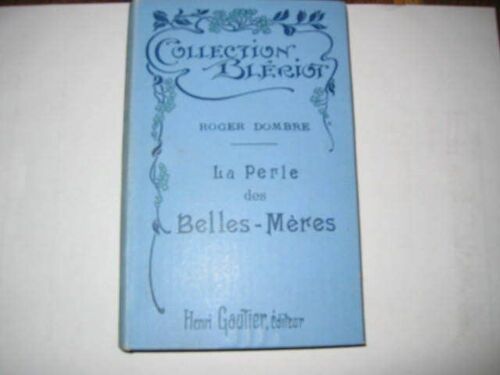 COLLECTION
BLÉRIOT
ROGER DOMBRE
La Perle
des
Belles-Mères
Henri Gautier, éditeur